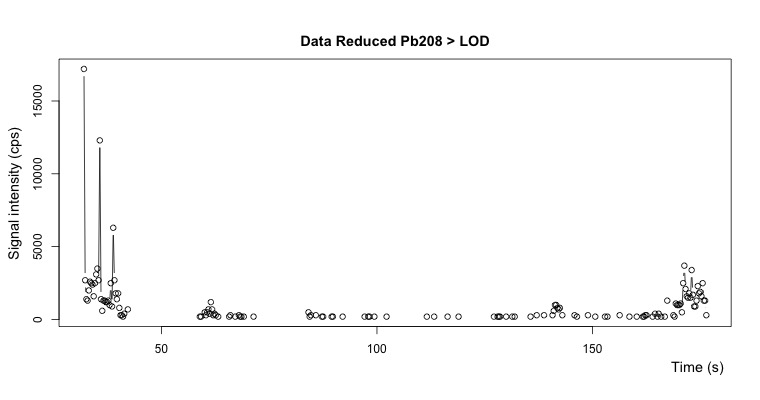 Data Reduced Pb208 > LOD
Signal intensity (cps)
15000
10000
5000
0
50
100
150
Time (s)